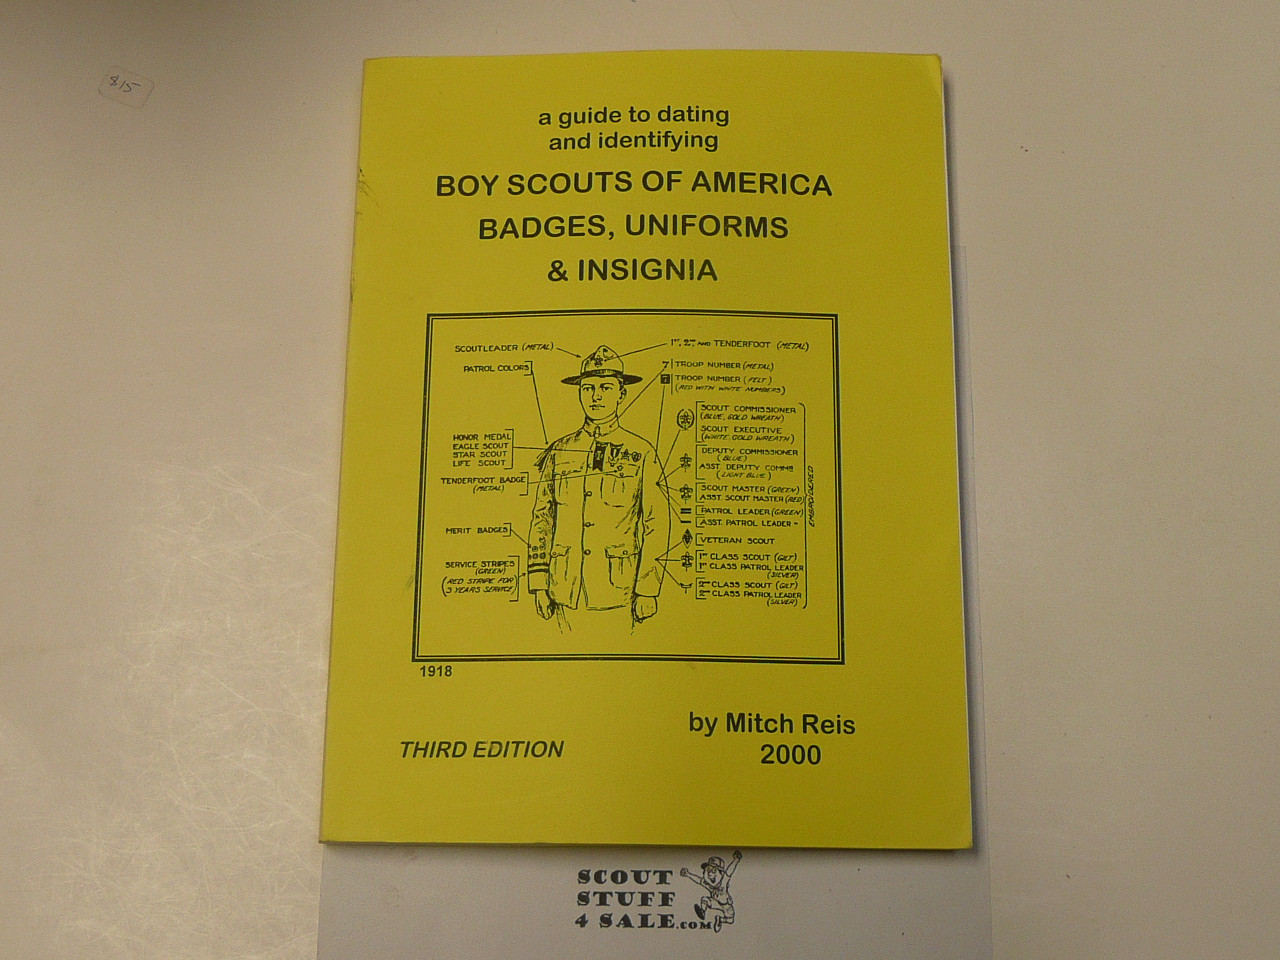 $15
a guide to dating
and identifying
BOY SCOUTS OF AMERICA
BADGES, UNIFORMS
& INSIGNIA
SCOUTLEADER (METAL)
PATROL COLORS
HONOR MEDAL
EAGLE SCOUT
STAR SCOUT
LIFE SCOUT
TENDERFOOT BADGE
(METAL)
MERIT BADGES
SERVICE STRIPES
(GREEN)
(RED STRIPE FOR
5 YEARS SERVICE)
1ST, 2ND AND TENDERFOOT (METAL)
7 TROOP NUMBER (METAL)
7 TROOP NUMBER (FELT)
(RED WITH WHITE NUMBERS)
SCOUT COMMISSIONER
(BLUE, GOLD WREATH)
SCOUT EXECUTIVE
(WHITE, GOLD WREATH)
DEPUTY COMMISSIONER
(BLUE)
ASST. DEPUTY COMMR
(LIGHT BLUE)
SCOUT MASTER (GREEN)
ASST. SCOUT MASTER (RED)
PATROL LEADER (GREEN)
ASST. PATROL LEADER "
VETERAN SCOUT
1ST CLASS SCOUT (GILT)
1ST CLASS PATROL LEADER
(SILVER)
2ND CLASS SCOUT (GILT)
2ND CLASS PATROL LEADER
(SILVER)
EMBROIDERED
1918
by Mitch Reis
THIRD EDITION
2000
SCOUT
STUFF
4 SALE.com